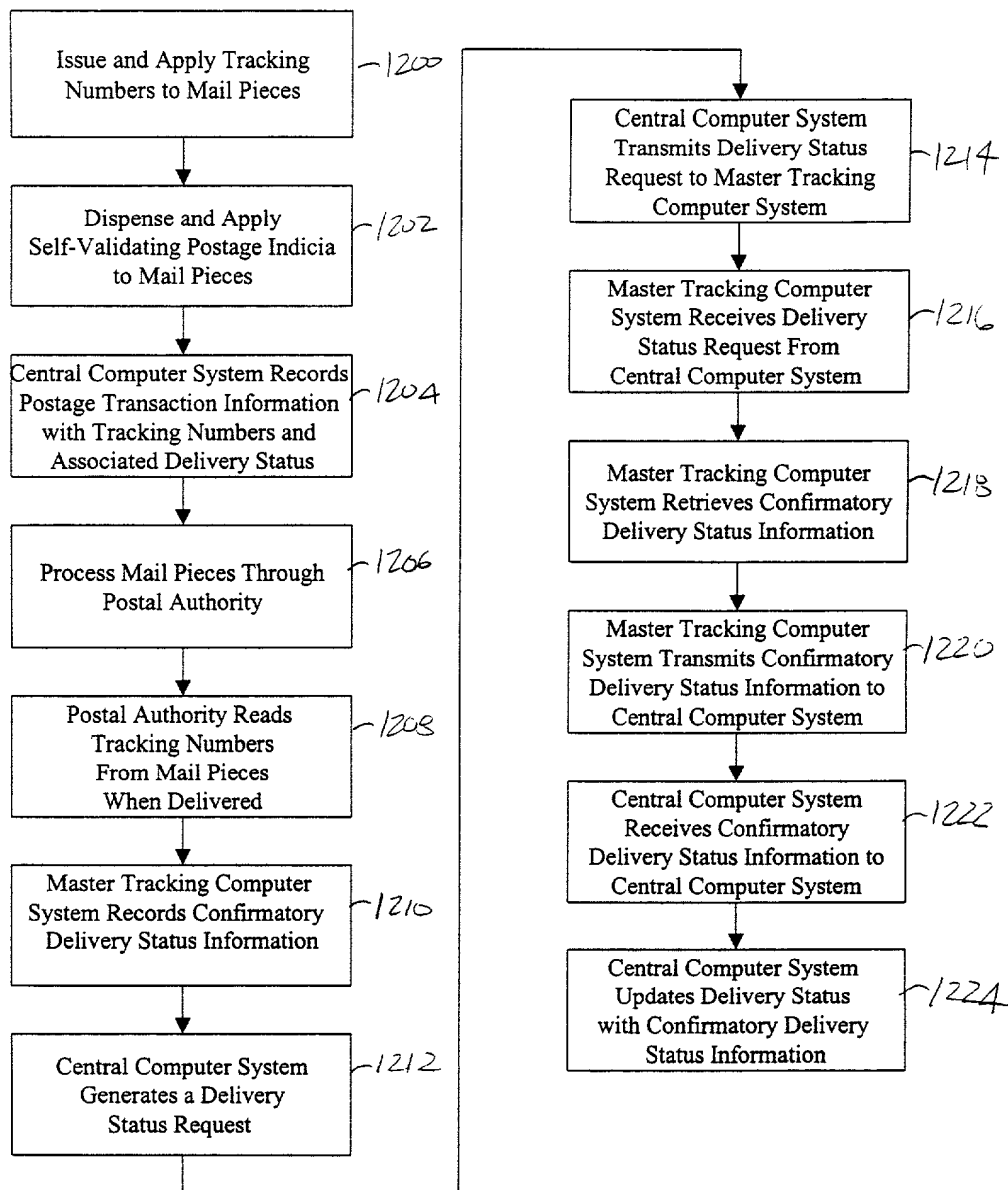 Issue and Apply Tracking
Numbers to Mail Pieces
1200
Dispense and Apply
Self-Validating Postage Indicia
to Mail Pieces
1202
Central Computer System Records
Postage Transaction Information
with Tracking Numbers and
Associated Delivery Status
1204
Process Mail Pieces Through
Postal Authority
1206
Postal Authority Reads
Tracking Numbers
From Mail Pieces
When Delivered
1208
Master Tracking Computer
System Records Confirmatory
Delivery Status Information
1210
Central Computer System
Generates a Delivery
Status Request
1212
Central Computer System
Transmits Delivery Status
Request to Master Tracking
Computer System
1214
Master Tracking Computer
System Receives Delivery
Status Request From
Central Computer System
1216
Master Tracking Computer
System Retrieves Confirmatory
Delivery Status Information
1218
Master Tracking Computer
System Transmits Confirmatory
Delivery Status Information to
Central Computer System
1220
Central Computer System
Receives Confirmatory
Delivery Status Information to
Central Computer System
1222
Central Computer System
Updates Delivery Status
with Confirmatory Delivery
Status Information
1224